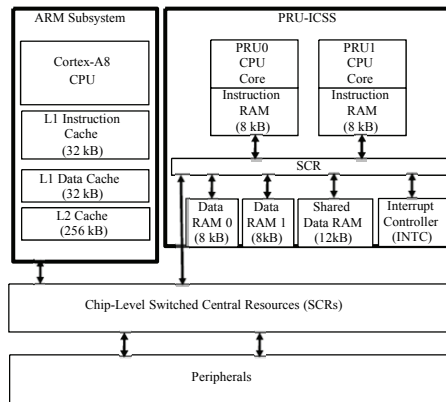 ARM Subsystem
Cortex-A8
CPU
L1 Instruction
Cache
(32 kB)
L1 Data Cache
(32 kB)
L2 Cache
(256 kB)
PRU-ICSS
PRU0
CPU
Core
Instruction
RAM
(8 kB)
PRU1
CPU
Core
Instruction
RAM
(8 kB)
SCR
Data
RAM 0
(8 kB)
Data
RAM 1
(8kB)
Shared
Data RAM
(12kB)
Interrupt
Controller
(INTC)
Chip-Level Switched Central Resources (SCRs)
Peripherals